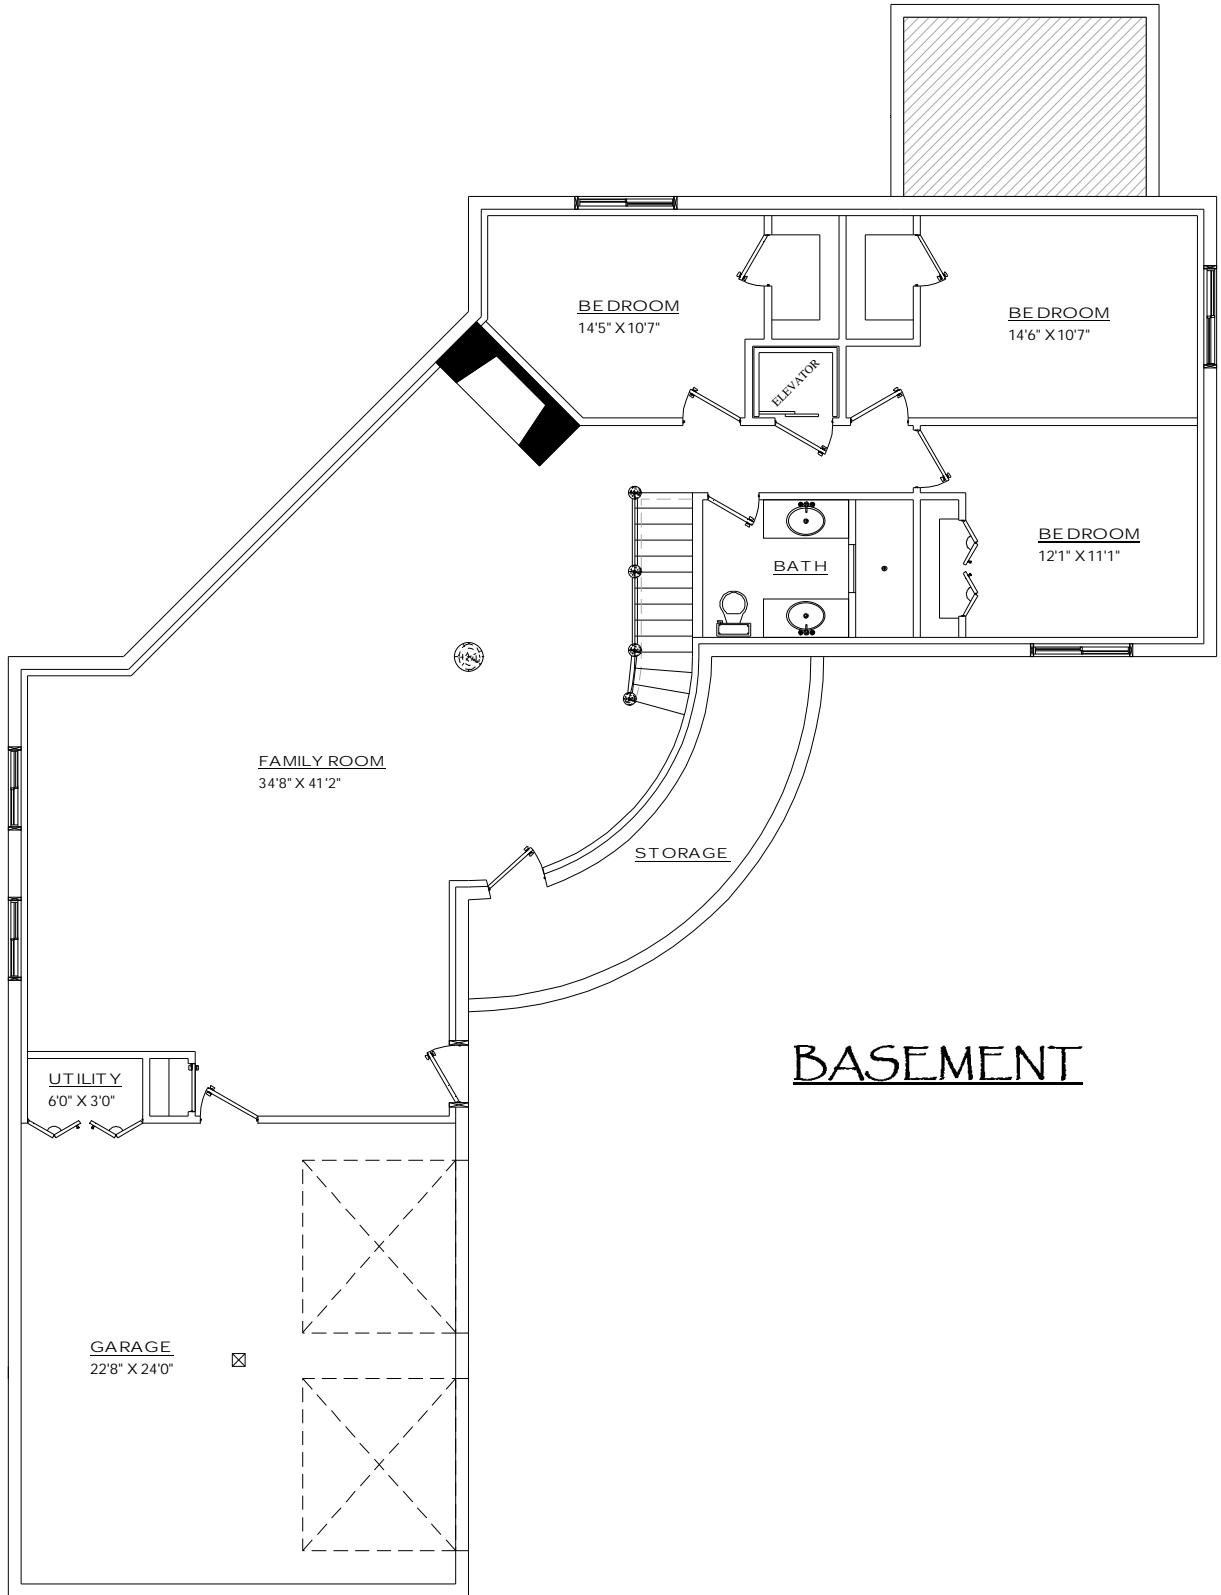 BEDROOM
14'5" X 10'7"
BEDROOM
14'6" X 10'7"
ELEVATOR
BEDROOM
12'1" X 11'1"
BATH
FAMILY ROOM
34'8" X 41'2"
STORAGE
BASEMENT
UTILITY
6'0" X 3'0"
GARAGE
22'8" X 24'0"